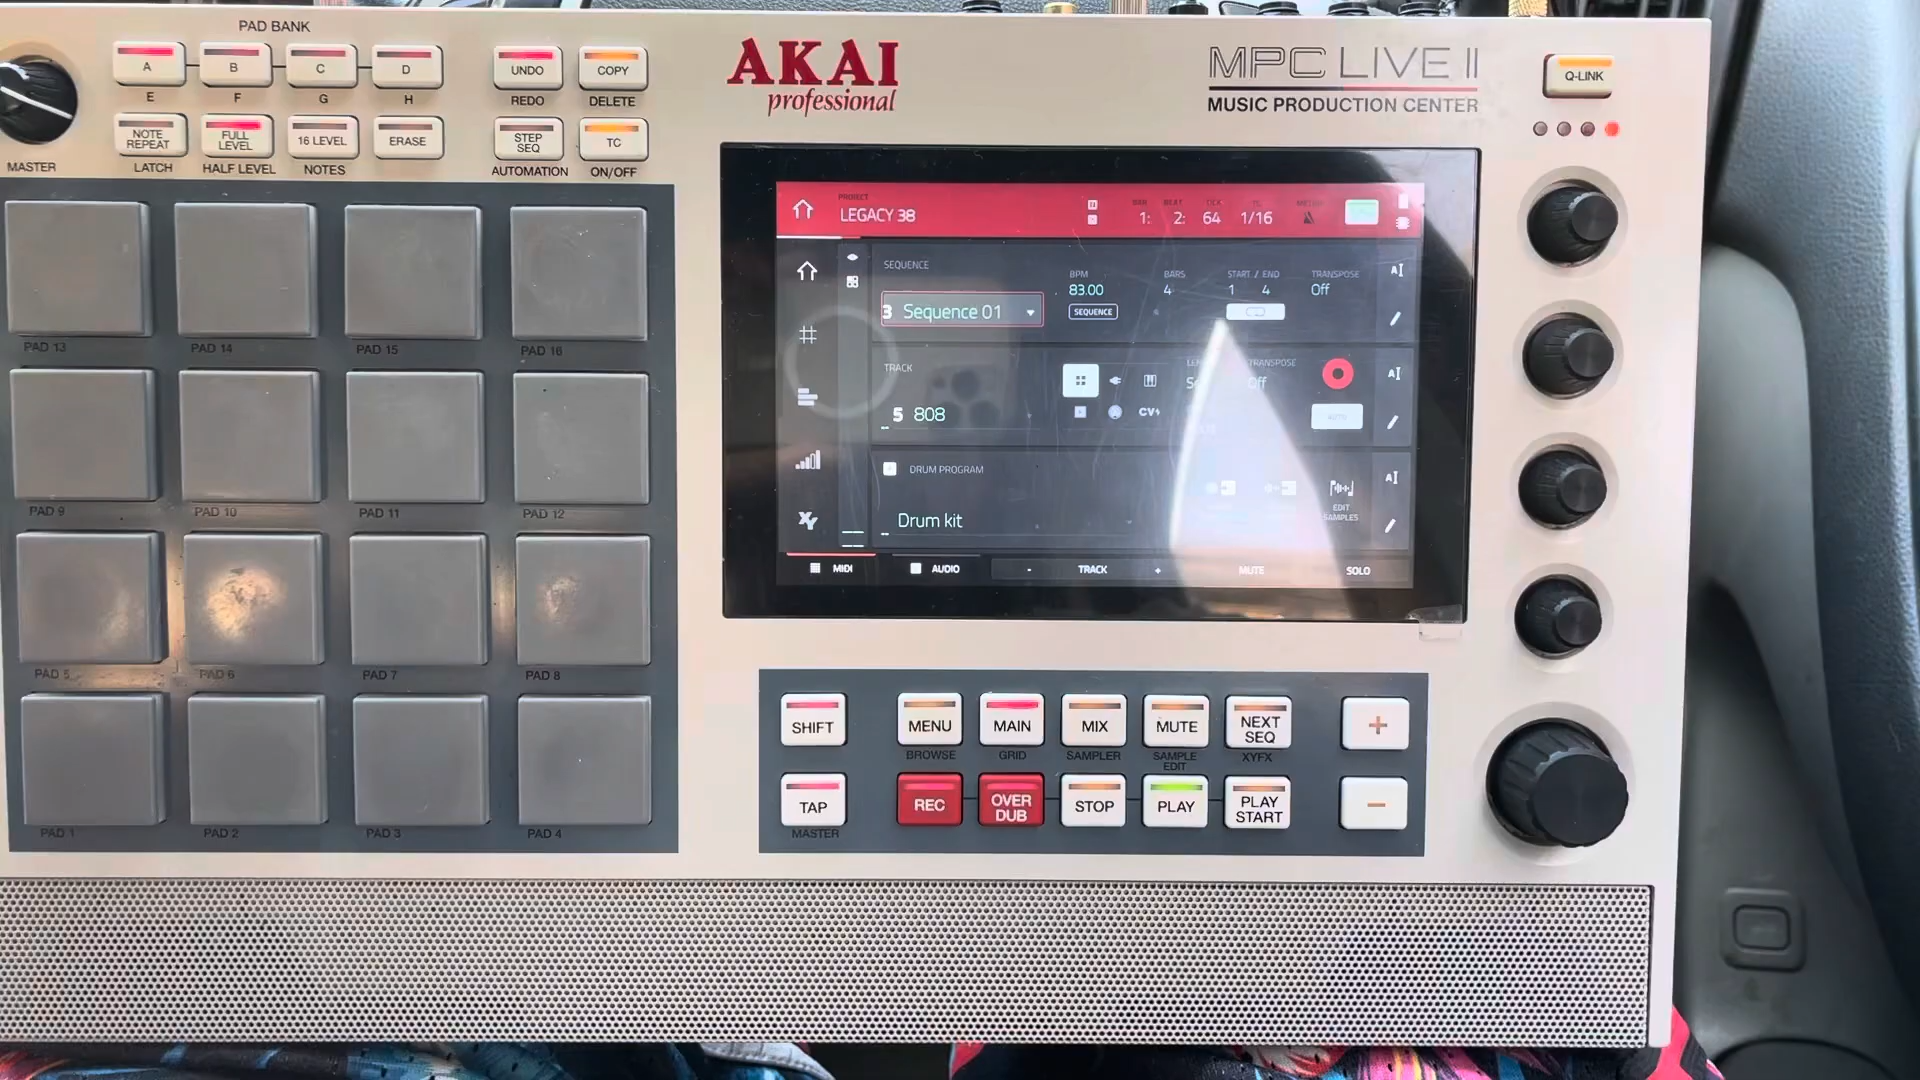 PAD BANK
A
B
C
D
E
F
G
H
UNDO
COPY
REDO
DELETE
NOTE
REPEAT
FULL
LEVEL
16 LEVEL
ERASE
STEP
SEQ
TC
MASTER
LATCH
HALF LEVEL
NOTES
AUTOMATION
ON/OFF
AKAI
professional
MPC LIVE II
MUSIC PRODUCTION CENTER
Q-LINK
PROJECT
LEGACY 38
BAR
BEAT
TC
1:
2:
64
1/16
SEQUENCE
3 Sequence 01
BPM
83.00
SEQUENCE
BARS
4
START / END
1 4
TRANSPOSE
Off
TRACK
5 808
CV
TRANSPOSE
Off
DRUM PROGRAM
Drum kit
EDIT
SAMPLES
MIDI
AUDIO
- TRACK +
MUTE
SOLO
PAD 13
PAD 14
PAD 15
PAD 16
PAD 9
PAD 10
PAD 11
PAD 12
PAD 5
PAD 6
PAD 7
PAD 8
PAD 1
PAD 2
PAD 3
PAD 4
SHIFT
MENU
MAIN
MIX
MUTE
NEXT
SEQ
+
BROWSE
GRID
SAMPLER
SAMPLE
EDIT
XYFX
TAP
REC
OVER
DUB
STOP
PLAY
PLAY
START
-
MASTER